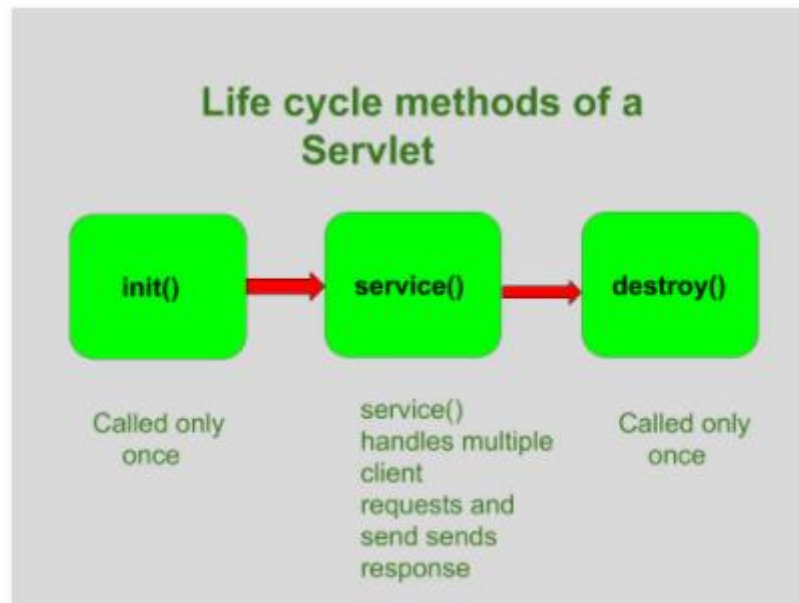 Life cycle methods of a
Servlet
init()
service()
destroy()
Called only
once
service()
handles multiple
client
requests and
send sends
response
Called only
once